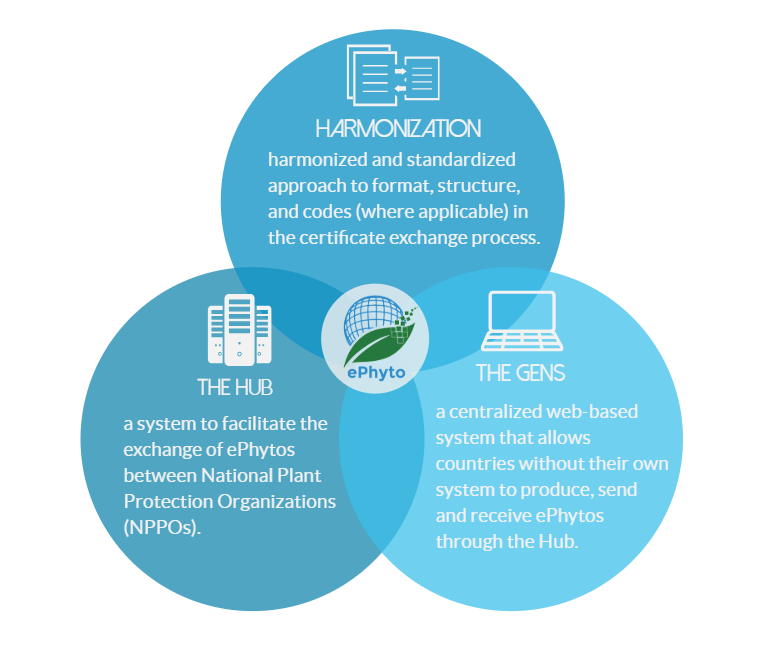 HARMONIZATION
harmonized and standardized
approach to format, structure,
and codes (where applicable) in
the certificate exchange process.
ePhyto
THE HUB
a system to facilitate the
exchange of ePhytos
between National Plant
Protection Organizations
(NPPOs).
THE GENS
a centralized web-based
system that allows
countries without their own
system to produce, send
and receive ePhytos
through the Hub.